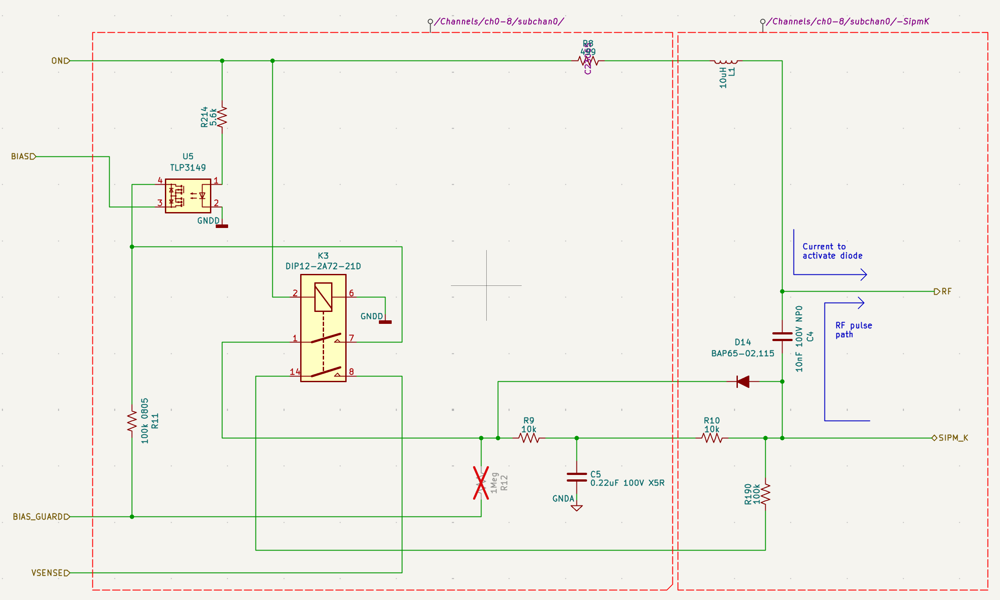 /Channels/ch0-8/subchan0/
/Channels/ch0-8/subchan0/-SipmK
R8
499
C23065
ON
10uH
L1
R214
5.6k
BIAS
U5
TLP3149
4
1
3
2
GNDD
Current to
activate diode
K3
DIP12-2A72-21D
2
6
GNDD
RF
RF pulse
path
10nF 100V NP0
C4
1
7
D14
BAP65-02,115
14
8
100k 0805
R11
R9
10k
R10
10k
SIPM_K
1Meg
R12
C5
0.22uF 100V X5R
GNDA
R190
100k
BIAS_GUARD
VSENSE